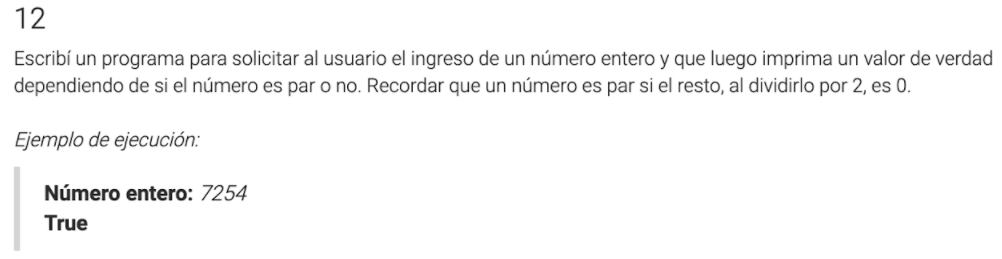 12
Escribí un programa para solicitar al usuario el ingreso de un número entero y que luego imprima un valor de verdad
dependiendo de si el número es par o no. Recordar que un número es par si el resto, al dividirlo por 2, es 0.
Ejemplo de ejecución:
Número entero: 7254
True